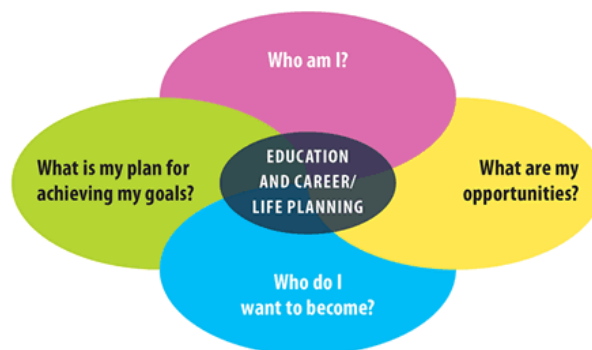 Who am I?
What is my plan for
achieving my goals?
EDUCATION
AND CAREER/
LIFE PLANNING
What are my
opportunities?
Who do I
want to become?